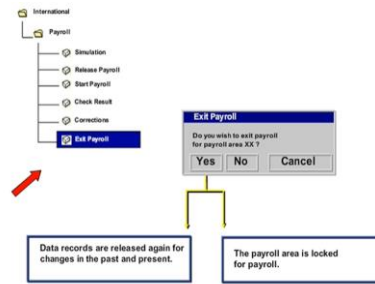 International
Payroll
Simulation
Release Payroll
Start Payroll
Check Result
Corrections
Exit Payroll
Exit Payroll
Do you wish to exit payroll
for payroll area XX ?
Yes No Cancel
Data records are released again for
changes in the past and present.
The payroll area is locked
for payroll.